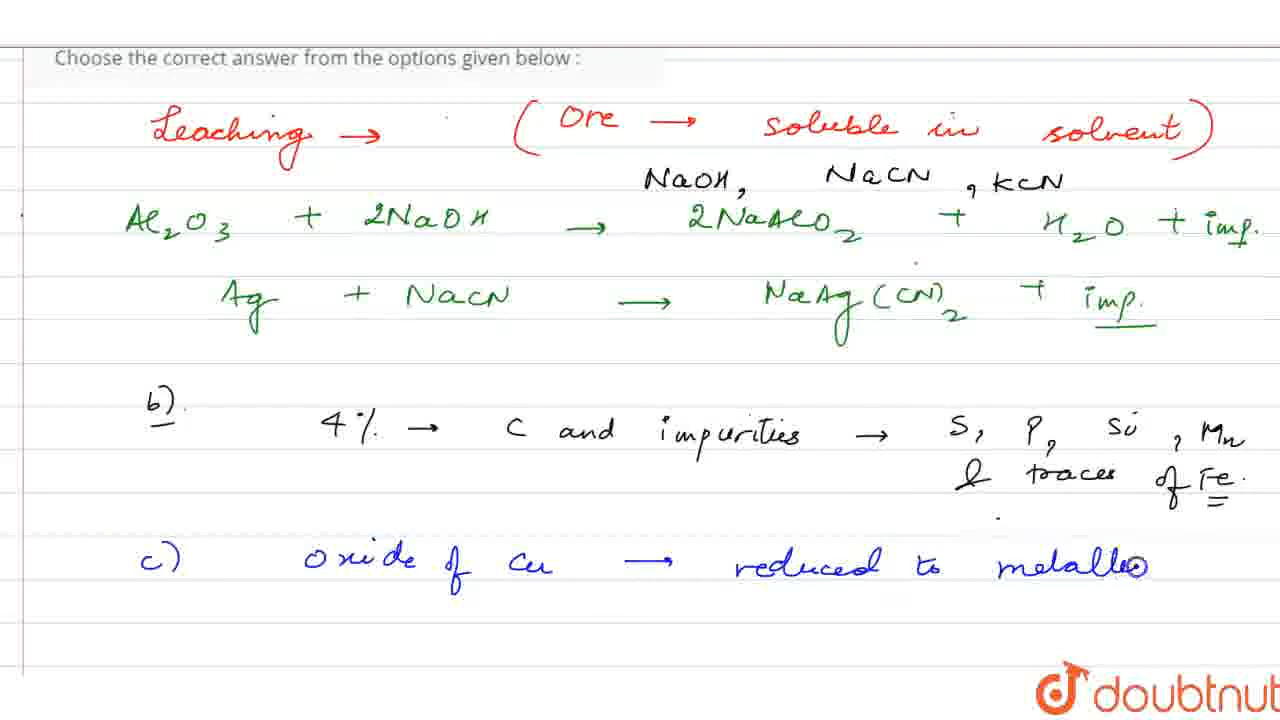 Choose the correct answer from the options given below :
Leaching → ( Ore → soluble in solvent )
NaOH, NaCN , KCN
Al₂O₃ + 2NaOH → 2NaAlO₂ + H₂O + imp.
Ag + NaCN → NaAg(CN)₂ + imp.
b).
4% → C and impurities → S, P, Si , Mn
& traces of Fe.
c) oxide of Cu → reduced to metallic
doubtnut